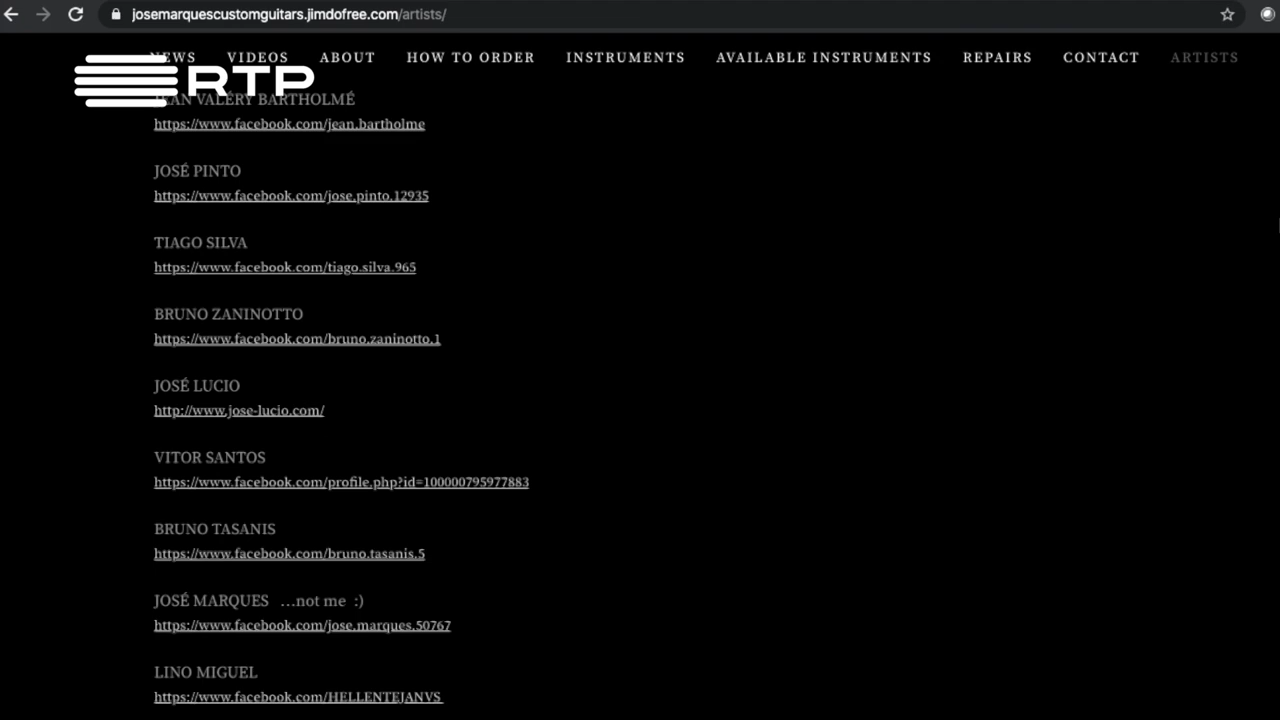 josemarquescustomguitars.jimdofree.com/artists/
NEWS VIDEOS ABOUT HOW TO ORDER INSTRUMENTS AVAILABLE INSTRUMENTS REPAIRS CONTACT ARTISTS
RTP
JEAN VALÉRY BARTHOLMÉ
https://www.facebook.com/jean.bartholme
JOSÉ PINTO
https://www.facebook.com/jose.pinto.12935
TIAGO SILVA
https://www.facebook.com/tiago.silva.965
BRUNO ZANINOTTO
https://www.facebook.com/bruno.zaninotto.1
JOSÉ LUCIO
http://www.jose-lucio.com/
VITOR SANTOS
https://www.facebook.com/profile.php?id=100000795977883
BRUNO TASANIS
https://www.facebook.com/bruno.tasanis.5
JOSÉ MARQUES ...not me :)
https://www.facebook.com/jose.marques.50767
LINO MIGUEL
https://www.facebook.com/HELLENTEJANVS